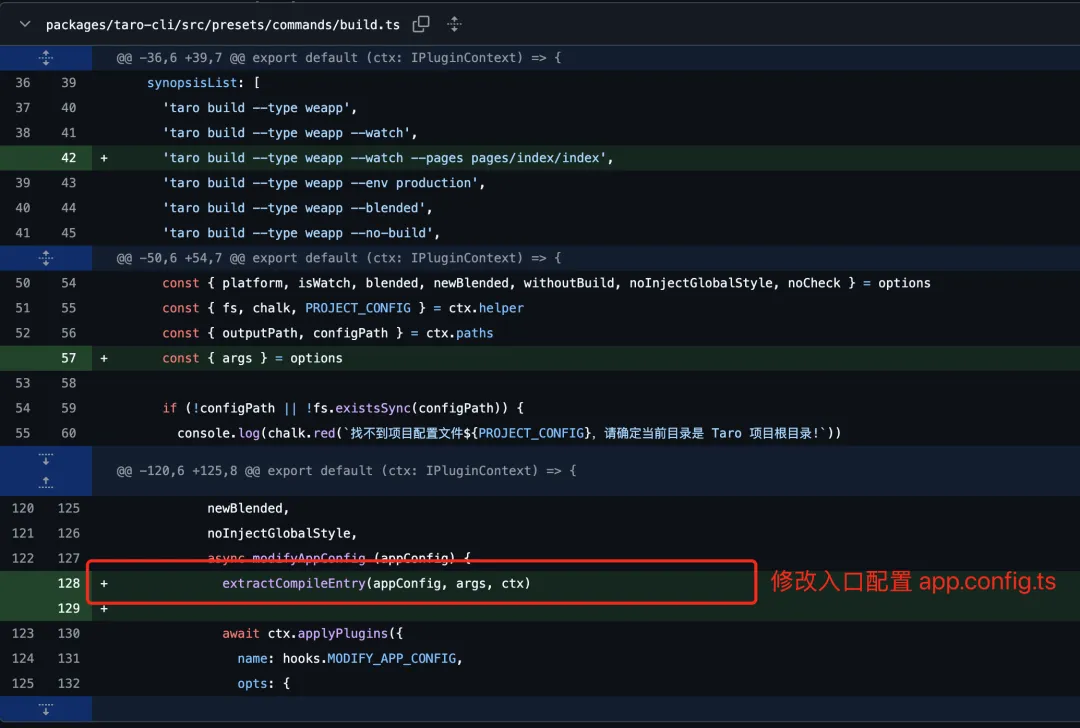 packages/taro-cli/src/presets/commands/build.ts
@@ -36,6 +39,7 @@ export default (ctx: IPluginContext) => {
36 39 synopsisList: [
37 40 'taro build --type weapp',
38 41 'taro build --type weapp --watch',
42 + 'taro build --type weapp --watch --pages pages/index/index',
39 43 'taro build --type weapp --env production',
40 44 'taro build --type weapp --blended',
41 45 'taro build --type weapp --no-build',
@@ -50,6 +54,7 @@ export default (ctx: IPluginContext) => {
50 54 const { platform, isWatch, blended, newBlended, withoutBuild, noInjectGlobalStyle, noCheck } = options
51 55 const { fs, chalk, PROJECT_CONFIG } = ctx.helper
52 56 const { outputPath, configPath } = ctx.paths
57 + const { args } = options
53 58
54 59 if (!configPath || !fs.existsSync(configPath)) {
55 60 console.log(chalk.red(`找不到项目配置文件${PROJECT_CONFIG}，请确定当前目录是 Taro 项目根目录!`))
@@ -120,6 +125,8 @@ export default (ctx: IPluginContext) => {
120 125 newBlended,
121 126 noInjectGlobalStyle,
122 127 async modifyAppConfig (appConfig) {
128 + extractCompileEntry(appConfig, args, ctx) 修改入口配置 app.config.ts
129 +
123 130 await ctx.applyPlugins({
124 131 name: hooks.MODIFY_APP_CONFIG,
125 132 opts: {